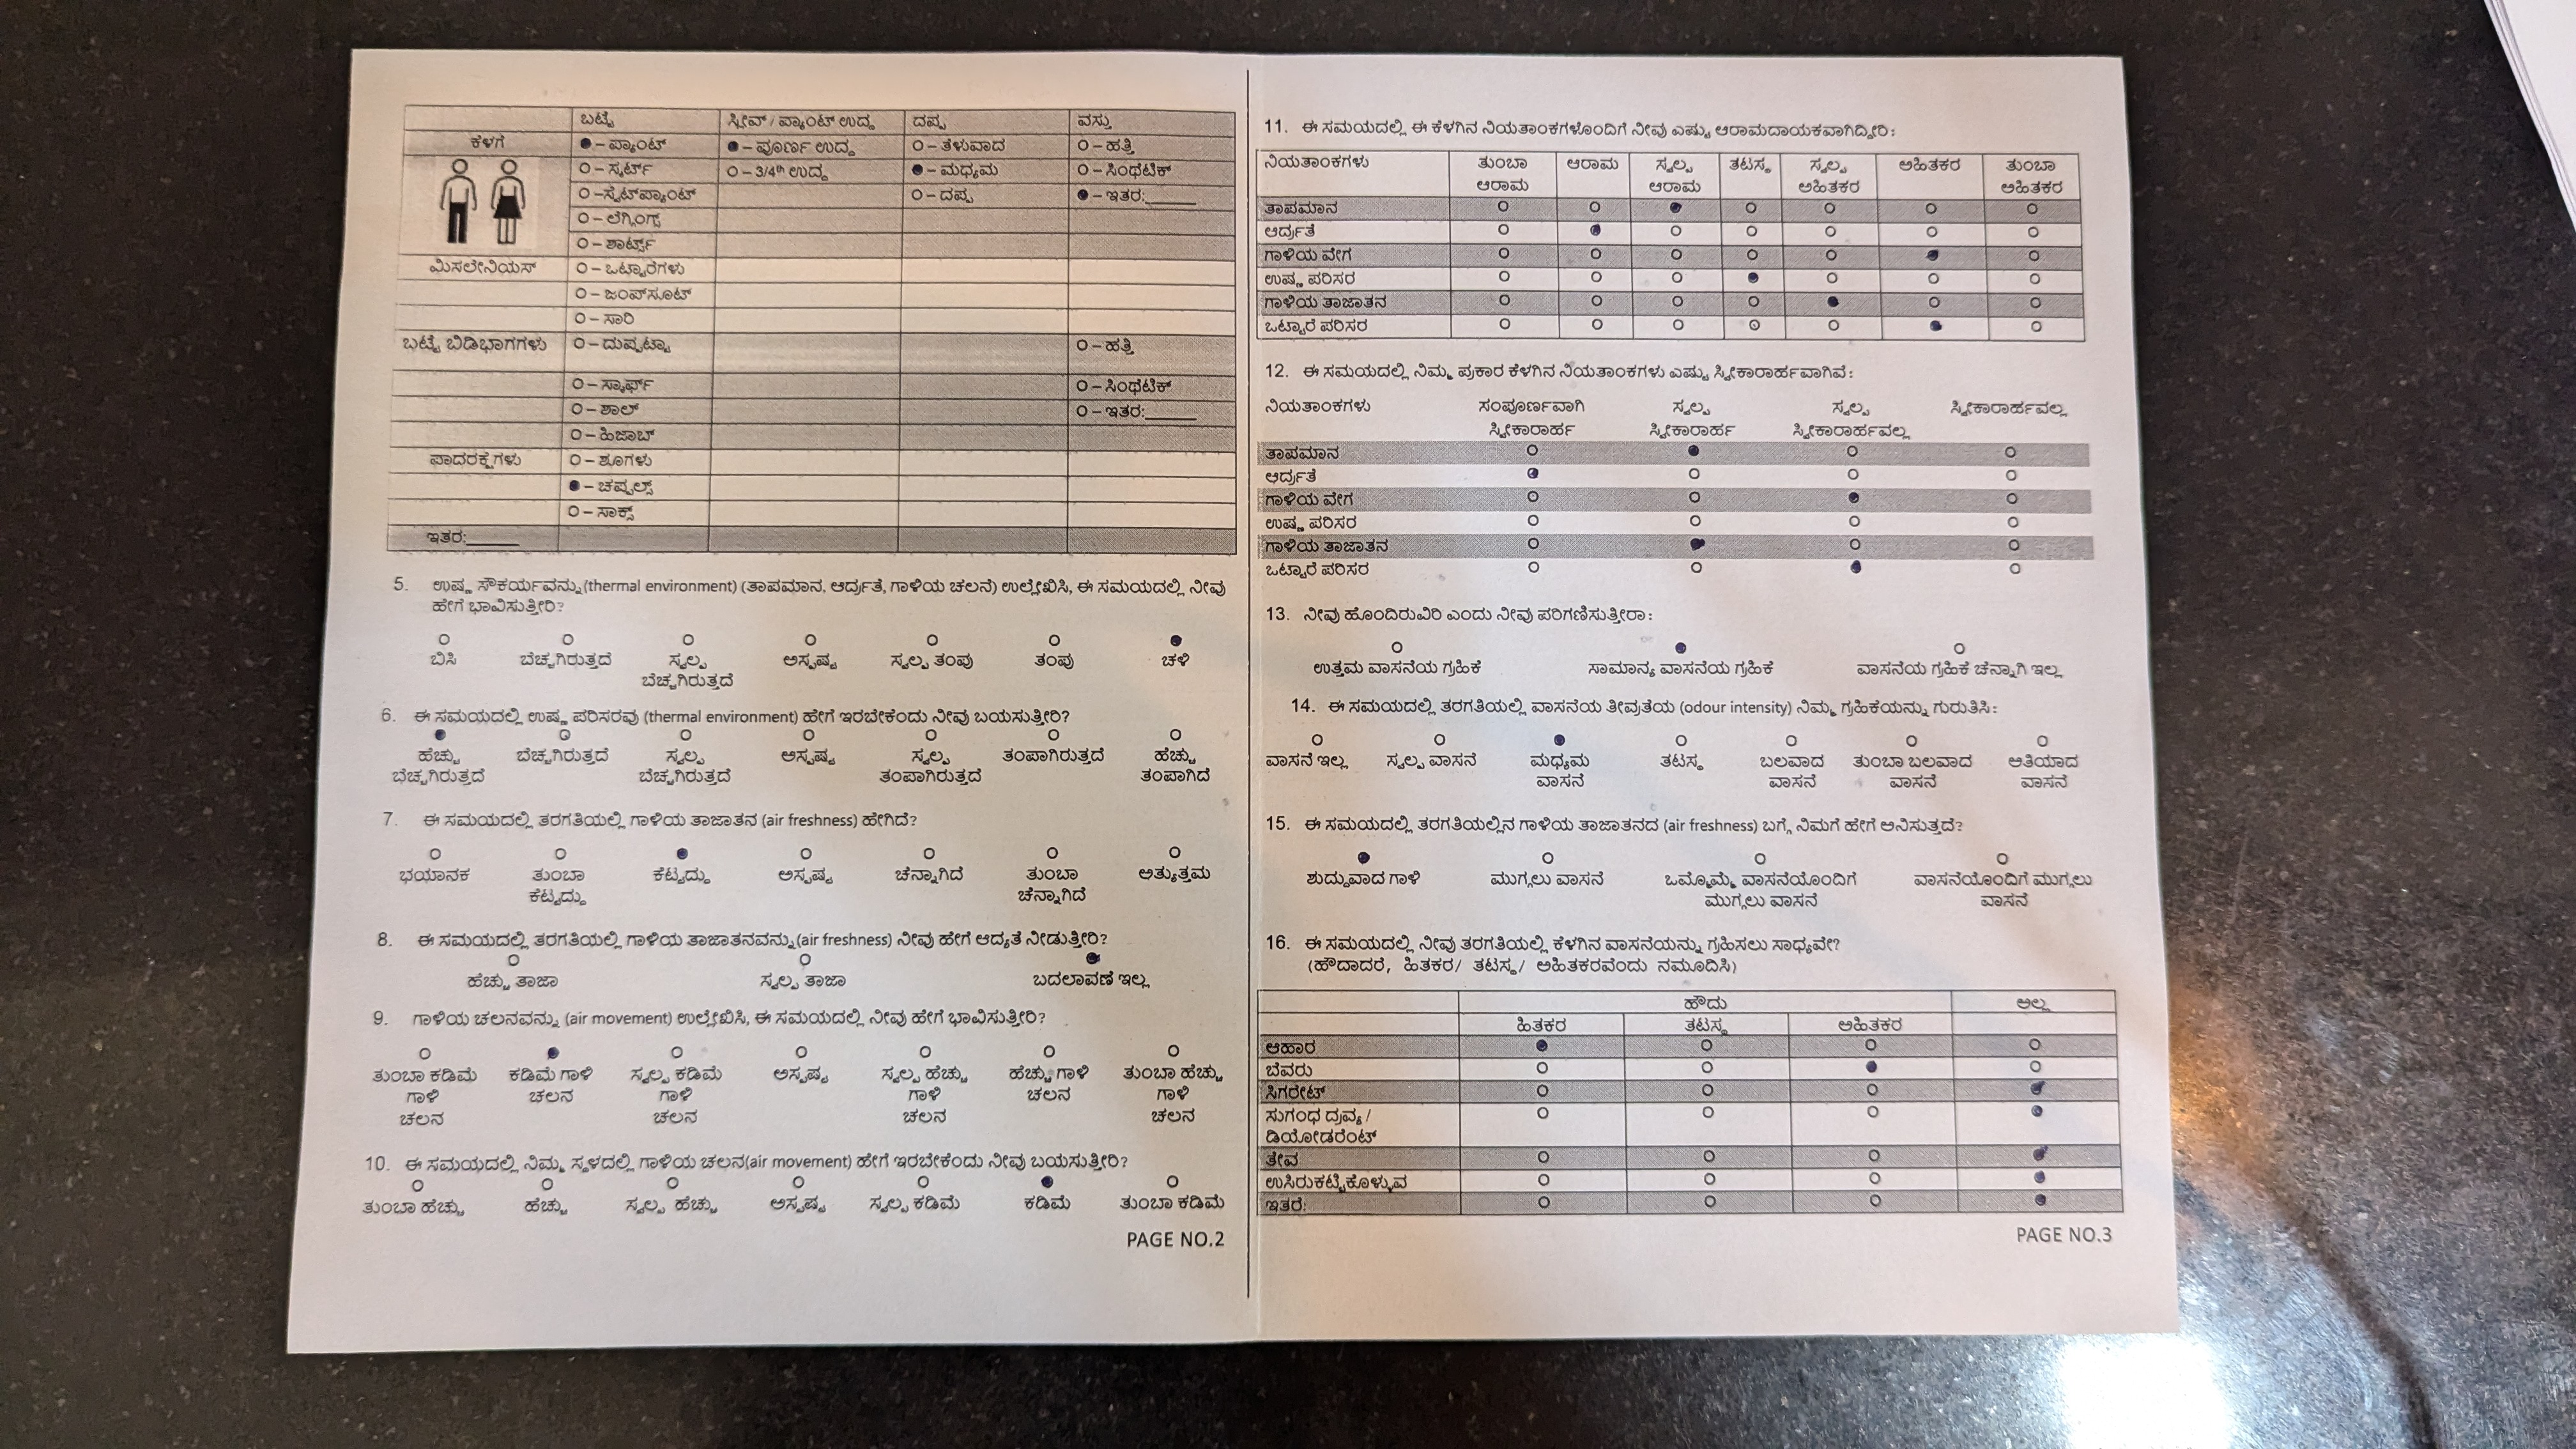 ಬಟ್ಟೆ ಸ್ಲೀವ್ / ಪ್ಯಾಂಟ್ ಉದ್ದ ದಪ್ಪ ವಸ್ತು
ಕೆಳಗೆ ● – ಪ್ಯಾಂಟ್ ● – ಪೂರ್ಣ ಉದ್ದ O – ತೆಳುವಾದ O – ಹತ್ತಿ
O – ಸ್ಕರ್ಟ್ O – 3/4th ಉದ್ದ ● – ಮಧ್ಯಮ O – ಸಿಂಥಟಿಕ್
O –ಸ್ವೆಟ್‌ಪ್ಯಾಂಟ್ O – ದಪ್ಪ ● – ಇತರ:______
O – ಲೆಗ್ಗಿಂಗ್ಸ್
O – ಶಾರ್ಟ್ಸ್
ಮಿಸಲೇನಿಯಸ್ O – ಒಟ್ಟಾರೆಗಳು
O – ಜಂಪ್‌ಸೂಟ್
O – ಸಾರಿ
ಬಟ್ಟೆ ಬಿಡಿಭಾಗಗಳು O – ದುಪ್ಪಟ್ಟಾ O – ಹತ್ತಿ
O – ಸ್ಕಾರ್ಫ್ O – ಸಿಂಥಟಿಕ್
O – ಶಾಲ್ O – ಇತರ:______
O – ಹಿಜಾಬ್
ಪಾದರಕ್ಷೆಗಳು O – ಶೂಗಳು
● – ಚಪ್ಪಲ್ಸ್
O – ಸಾಕ್ಸ್
ಇತರ:______
5. ಉಷ್ಣ ಸೌಕರ್ಯವನ್ನು(thermal environment) (ತಾಪಮಾನ, ಆರ್ದ್ರತೆ, ಗಾಳಿಯ ಚಲನೆ) ಉಲ್ಲೇಖಿಸಿ, ಈ ಸಮಯದಲ್ಲಿ ನೀವು
ಹೇಗೆ ಭಾವಿಸುತ್ತೀರಿ?
ಬಿಸಿ ಬೆಚ್ಚಗಿರುತ್ತದೆ ಸ್ವಲ್ಪ ಅಸ್ಪಷ್ಟ ಸ್ವಲ್ಪ ತಂಪು ತಂಪು ಚಳಿ
ಬೆಚ್ಚಗಿರುತ್ತದೆ
6. ಈ ಸಮಯದಲ್ಲಿ ಉಷ್ಣ ಪರಿಸರವು (thermal environment) ಹೇಗೆ ಇರಬೇಕೆಂದು ನೀವು ಬಯಸುತ್ತೀರಿ?
ಹೆಚ್ಚು ಬೆಚ್ಚಗಿರುತ್ತದೆ ಸ್ವಲ್ಪ ಅಸ್ಪಷ್ಟ ಸ್ವಲ್ಪ ತಂಪಾಗಿರುತ್ತದೆ ಹೆಚ್ಚು
ಬೆಚ್ಚಗಿರುತ್ತದೆ ಬೆಚ್ಚಗಿರುತ್ತದೆ ತಂಪಾಗಿರುತ್ತದೆ ತಂಪಾಗಿದೆ
7. ಈ ಸಮಯದಲ್ಲಿ ತರಗತಿಯಲ್ಲಿ ಗಾಳಿಯ ತಾಜಾತನ (air freshness) ಹೇಗಿದೆ?
ಭಯಾನಕ ತುಂಬಾ ಕೆಟ್ಟದ್ದು ಅಸ್ಪಷ್ಟ ಚೆನ್ನಾಗಿದೆ ತುಂಬಾ ಅತ್ಯುತ್ತಮ
ಕೆಟ್ಟದ್ದು ಚೆನ್ನಾಗಿದೆ
8. ಈ ಸಮಯದಲ್ಲಿ ತರಗತಿಯಲ್ಲಿ ಗಾಳಿಯ ತಾಜಾತನವನ್ನು(air freshness) ನೀವು ಹೇಗೆ ಆದ್ಯತೆ ನೀಡುತ್ತೀರಿ?
ಹೆಚ್ಚು ತಾಜಾ ಸ್ವಲ್ಪ ತಾಜಾ ಬದಲಾವಣೆ ಇಲ್ಲ
9. ಗಾಳಿಯ ಚಲನವನ್ನು (air movement) ಉಲ್ಲೇಖಿಸಿ, ಈ ಸಮಯದಲ್ಲಿ ನೀವು ಹೇಗೆ ಭಾವಿಸುತ್ತೀರಿ?
ತುಂಬಾ ಕಡಿಮೆ ಕಡಿಮೆ ಗಾಳಿ ಸ್ವಲ್ಪ ಕಡಿಮೆ ಅಸ್ಪಷ್ಟ ಸ್ವಲ್ಪ ಹೆಚ್ಚು ಹೆಚ್ಚು ಗಾಳಿ ತುಂಬಾ ಹೆಚ್ಚು
ಗಾಳಿ ಚಲನ ಗಾಳಿ ಗಾಳಿ ಚಲನ ಗಾಳಿ
ಚಲನ ಚಲನ ಚಲನ ಚಲನ
10. ಈ ಸಮಯದಲ್ಲಿ ನಿಮ್ಮ ಸ್ಥಳದಲ್ಲಿ ಗಾಳಿಯ ಚಲನ(air movement) ಹೇಗೆ ಇರಬೇಕೆಂದು ನೀವು ಬಯಸುತ್ತೀರಿ?
ತುಂಬಾ ಹೆಚ್ಚು ಹೆಚ್ಚು ಸ್ವಲ್ಪ ಹೆಚ್ಚು ಅಸ್ಪಷ್ಟ ಸ್ವಲ್ಪ ಕಡಿಮೆ ಕಡಿಮೆ ತುಂಬಾ ಕಡಿಮೆ
PAGE NO.2
11. ಈ ಸಮಯದಲ್ಲಿ ಈ ಕೆಳಗಿನ ನಿಯತಾಂಕಗಳೊಂದಿಗೆ ನೀವು ಎಷ್ಟು ಆರಾಮದಾಯಕವಾಗಿದ್ದೀರಿ:
ನಿಯತಾಂಕಗಳು ತುಂಬಾ ಆರಾಮ ಸ್ವಲ್ಪ ತಟಸ್ಥ ಸ್ವಲ್ಪ ಅಹಿತಕರ ತುಂಬಾ
ಆರಾಮ ಆರಾಮ ಅಹಿತಕರ ಅಹಿತಕರ
ತಾಪಮಾನ
ಆರ್ದ್ರತೆ
ಗಾಳಿಯ ವೇಗ
ಉಷ್ಣ ಪರಿಸರ
ಗಾಳಿಯ ತಾಜಾತನ
ಒಟ್ಟಾರೆ ಪರಿಸರ
12. ಈ ಸಮಯದಲ್ಲಿ ನಿಮ್ಮ ಪ್ರಕಾರ ಕೆಳಗಿನ ನಿಯತಾಂಕಗಳು ಎಷ್ಟು ಸ್ವೀಕಾರಾರ್ಹವಾಗಿವೆ:
ನಿಯತಾಂಕಗಳು ಸಂಪೂರ್ಣವಾಗಿ ಸ್ವಲ್ಪ ಸ್ವಲ್ಪ ಸ್ವೀಕಾರಾರ್ಹವಲ್ಲ
ಸ್ವೀಕಾರಾರ್ಹ ಸ್ವೀಕಾರಾರ್ಹ ಸ್ವೀಕಾರಾರ್ಹವಲ್ಲ
ತಾಪಮಾನ
ಆರ್ದ್ರತೆ
ಗಾಳಿಯ ವೇಗ
ಉಷ್ಣ ಪರಿಸರ
ಗಾಳಿಯ ತಾಜಾತನ
ಒಟ್ಟಾರೆ ಪರಿಸರ
13. ನೀವು ಹೊಂದಿರುವಿರಿ ಎಂದು ನೀವು ಪರಿಗಣಿಸುತ್ತೀರಾ:
ಉತ್ತಮ ವಾಸನೆಯ ಗ್ರಹಿಕೆ ಸಾಮಾನ್ಯ ವಾಸನೆಯ ಗ್ರಹಿಕೆ ವಾಸನೆಯ ಗ್ರಹಿಕೆ ಚೆನ್ನಾಗಿ ಇಲ್ಲ
14. ಈ ಸಮಯದಲ್ಲಿ ತರಗತಿಯಲ್ಲಿ ವಾಸನೆಯ ತೀವ್ರತೆಯ (odour intensity) ನಿಮ್ಮ ಗ್ರಹಿಕೆಯನ್ನು ಗುರುತಿಸಿ:
ವಾಸನೆ ಇಲ್ಲ ಸ್ವಲ್ಪ ವಾಸನೆ ಮಧ್ಯಮ ತಟಸ್ಥ ಬಲವಾದ ತುಂಬಾ ಬಲವಾದ ಅತಿಯಾದ
ವಾಸನೆ ವಾಸನೆ ವಾಸನೆ ವಾಸನೆ
15. ಈ ಸಮಯದಲ್ಲಿ ತರಗತಿಯಲ್ಲಿನ ಗಾಳಿಯ ತಾಜಾತನದ (air freshness) ಬಗ್ಗೆ ನಿಮಗೆ ಹೇಗೆ ಅನಿಸುತ್ತದೆ?
ಶುದ್ದುವಾದ ಗಾಳಿ ಮುಗ್ಗಲು ವಾಸನೆ ಒಮ್ಮೊಮ್ಮೆ ವಾಸನೆಯೊಂದಿಗೆ ವಾಸನೆಯೊಂದಿಗೆ ಮುಗ್ಗಲು
ಮುಗ್ಗಲು ವಾಸನೆ ವಾಸನೆ
16. ಈ ಸಮಯದಲ್ಲಿ ನೀವು ತರಗತಿಯಲ್ಲಿ ಕೆಳಗಿನ ವಾಸನೆಯನ್ನು ಗ್ರಹಿಸಲು ಸಾಧ್ಯವೇ?
(ಹೌದಾದರೆ, ಹಿತಕರ/ ತಟಸ್ಥ/ ಅಹಿತಕರವೆಂದು ನಮೂದಿಸಿ)
ಹೌದು ಅಲ್ಲ
ಹಿತಕರ ತಟಸ್ಥ ಅಹಿತಕರ
ಆಹಾರ
ಬೆವರು
ಸಿಗರೇಟ್
ಸುಗಂಧ ದ್ರವ್ಯ /
ಡಿಯೋಡರೆಂಟ್
ತೇವ
ಉಸಿರುಕಟ್ಟಿಕೊಳ್ಳುವ
ಇತರೆ:
PAGE NO.3